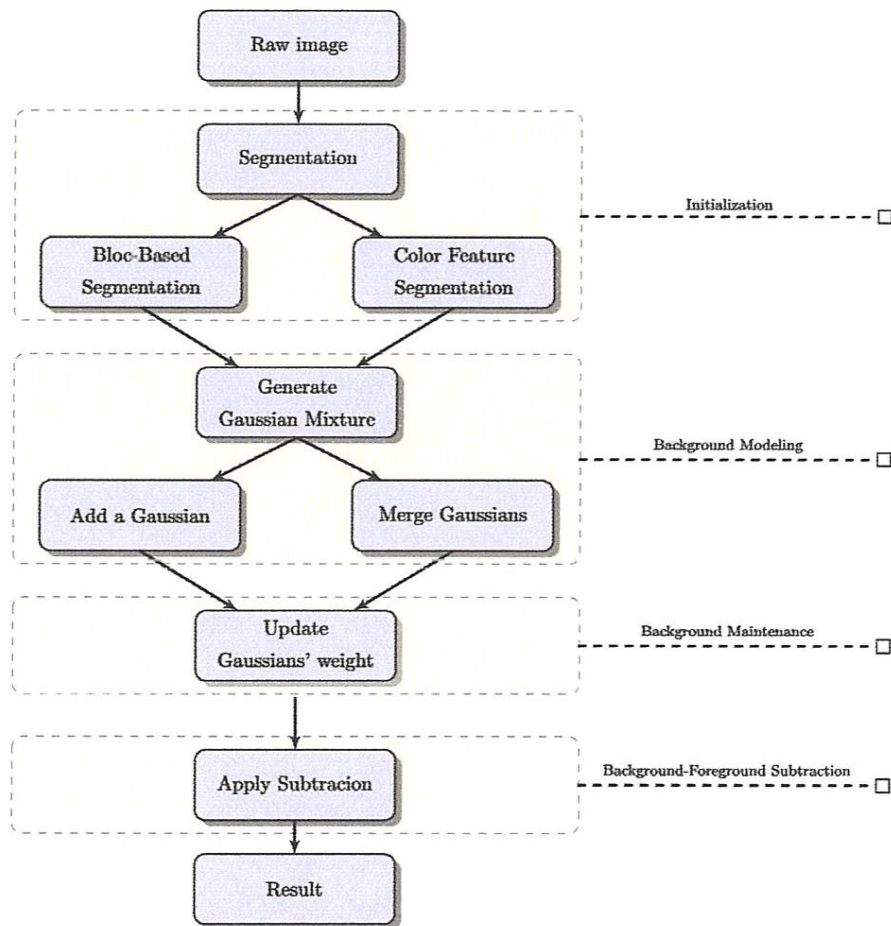 Raw image
Segmentation
Initialization
Bloc-Based
Segmentation
Color Feature
Segmentation
Generate
Gaussian Mixture
Background Modeling
Add a Gaussian
Merge Gaussians
Update
Gaussians' weight
Background Maintenance
Apply Subtracion
Background-Foreground Subtraction
Result